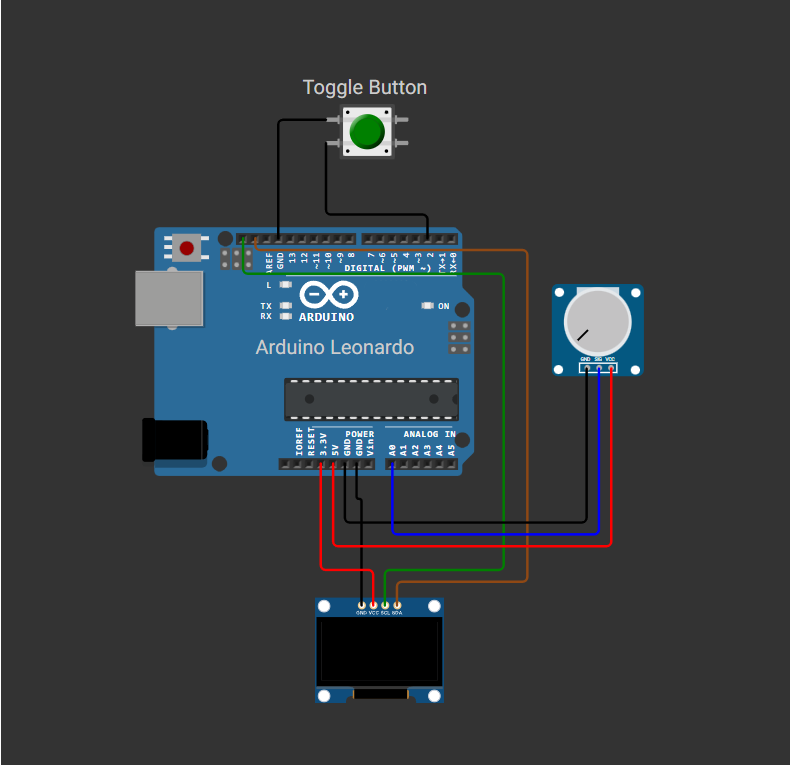 Toggle Button
AREF
GND
13
12
~11
~10
~9
8
7
~6
~5
4
~3
2
TX→1
RX←0
DIGITAL (PWM ~)
L
TX
RX
ARDUINO
ON
Arduino Leonardo
IOREF
RESET
3.3V
5V
GND
GND
Vin
POWER
ANALOG IN
A0
A1
A2
A3
A4
A5
GND SIG VCC
GND VCC SCL SDA